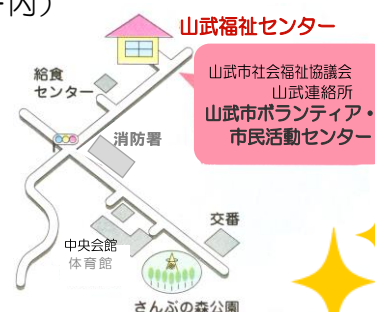 内）
山武福祉センター
山武市社会福祉協議会
山武連絡所
山武市ボランティア・
市民活動センター
給食
センター
消防署
交番
中央会館
体育館
さんぶの森公園